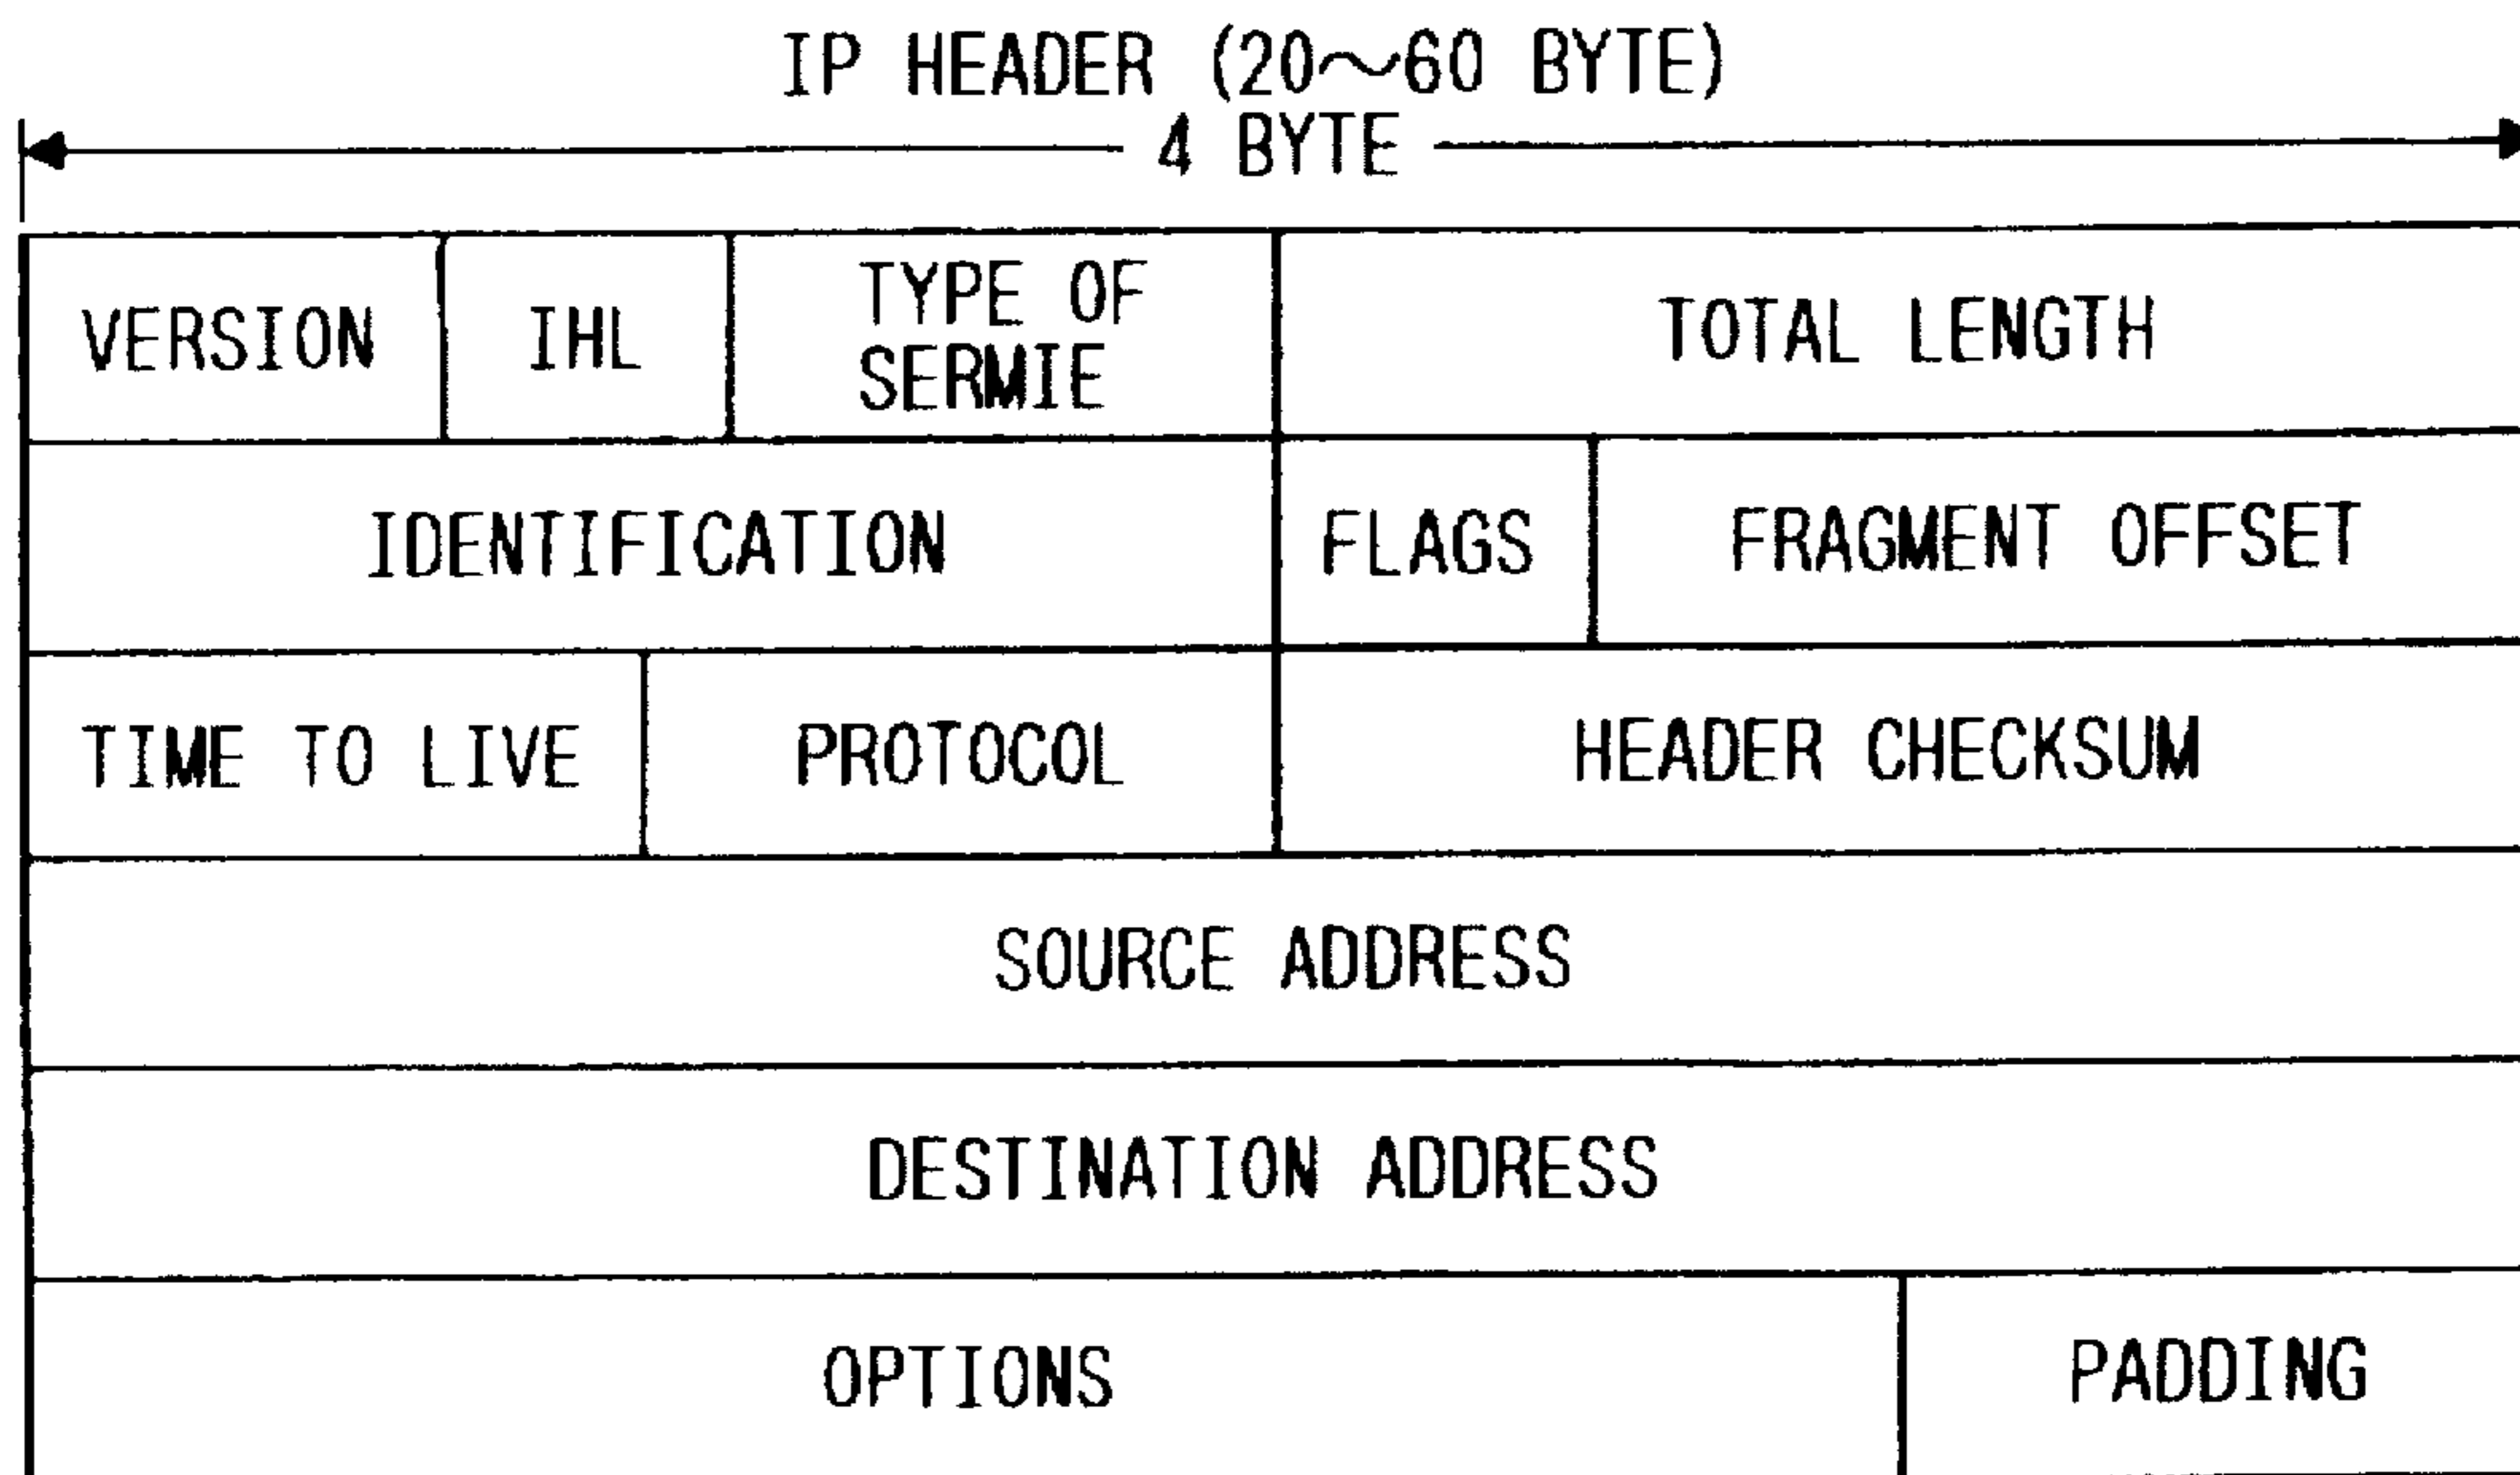 IP HEADER (20～60 BYTE)
4 BYTE
VERSION
IHL
TYPE OF
SERMIE
TOTAL LENGTH
IDENTIFICATION
FLAGS
FRAGMENT OFFSET
TIME TO LIVE
PROTOCOL
HEADER CHECKSUM
SOURCE ADDRESS
DESTINATION ADDRESS
OPTIONS
PADDING